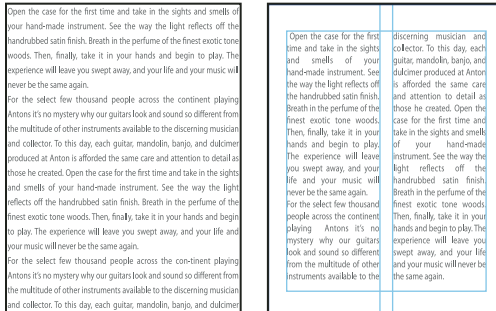 Open the case for the first time and take in the sights and smells of
your hand-made instrument. See the way the light reflects off the
handrubbed satin finish. Breath in the perfume of the finest exotic tone
woods. Then, finally, take it in your hands and begin to play. The
experience will leave you swept away, and your life and your music will
never be the same again.
For the select few thousand people across the continent playing
Antons it's no mystery why our guitars look and sound so different from
the multitude of other instruments available to the discerning musician
and collector. To this day, each guitar, mandolin, banjo, and dulcimer
produced at Anton is afforded the same care and attention to detail as
those he created. Open the case for the first time and take in the sights
and smells of your hand-made instrument. See the way the light
reflects off the handrubbed satin finish. Breath in the perfume of the
finest exotic tone woods. Then, finally, take it in your hands and begin
to play. The experience will leave you swept away, and your life and
your music will never be the same again.
For the select few thousand people across the con-tinent playing
Antons it's no mystery why our guitars look and sound so different from
the multitude of other instruments available to the discerning musician
and collector. To this day, each guitar, mandolin, banjo, and dulcimer
Open the case for the first
time and take in the sights
and smells of your
hand-made instrument. See
the way the light reflects off
the handrubbed satin finish.
Breath in the perfume of the
finest exotic tone woods.
Then, finally, take it in your
hands and begin to play.
The experience will leave
you swept away, and your
life and your music will
never be the same again.
For the select few thousand
people across the continent
playing Antons it's no
mystery why our guitars
look and sound so different
from the multitude of other
instruments available to the
discerning musician and
collector. To this day, each
guitar, mandolin, banjo, and
dulcimer produced at Anton
is afforded the same care
and attention to detail as
those he created. Open the
case for the first time and
take in the sights and smells
of your hand-made
instrument. See the way the
light reflects off the
handrubbed satin finish.
Breath in the perfume of the
finest exotic tone woods.
Then, finally, take it in your
hands and begin to play. The
experience will leave you
swept away, and your life
and your music will never be
the same again.